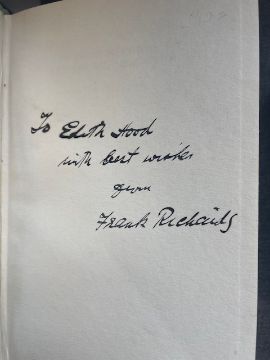 To Edith Hood
with best wishes
from
Frank Richards